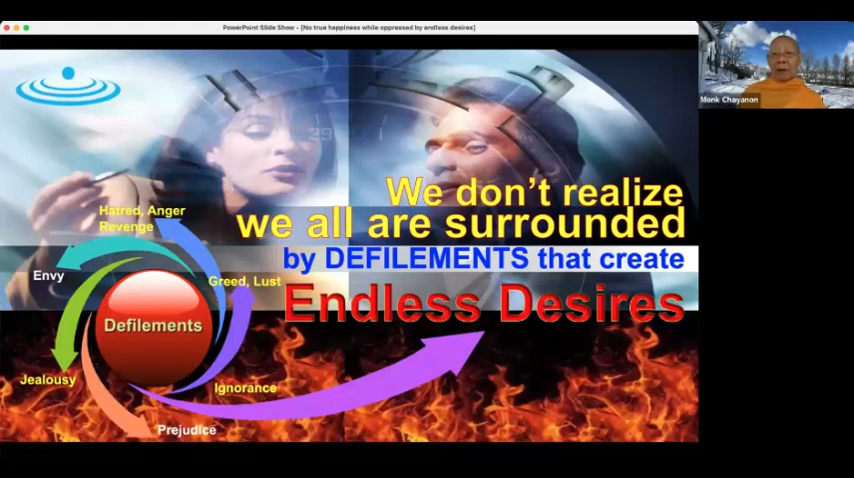 PowerPoint Slide Show - [No true happiness while oppressed by endless desires]
Monk Chayanon
We don't realize
we all are surrounded
by DEFILEMENTS that create
Endless Desires
Hatred, Anger
Revenge
Envy
Greed, Lust
Defilements
Jealousy
Ignorance
Prejudice